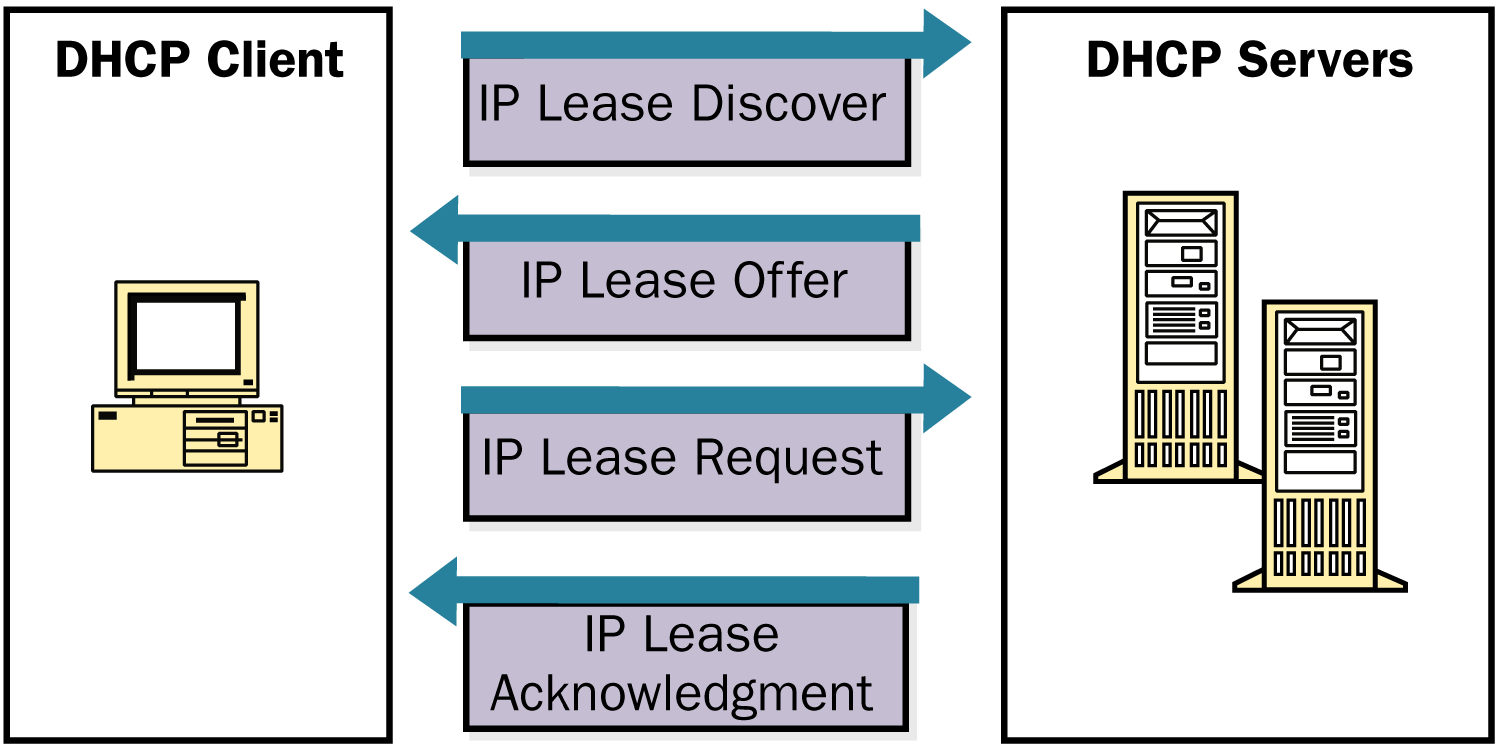 DHCP Client
DHCP Servers
IP Lease Discover
IP Lease Offer
IP Lease Request
IP Lease
Acknowledgment